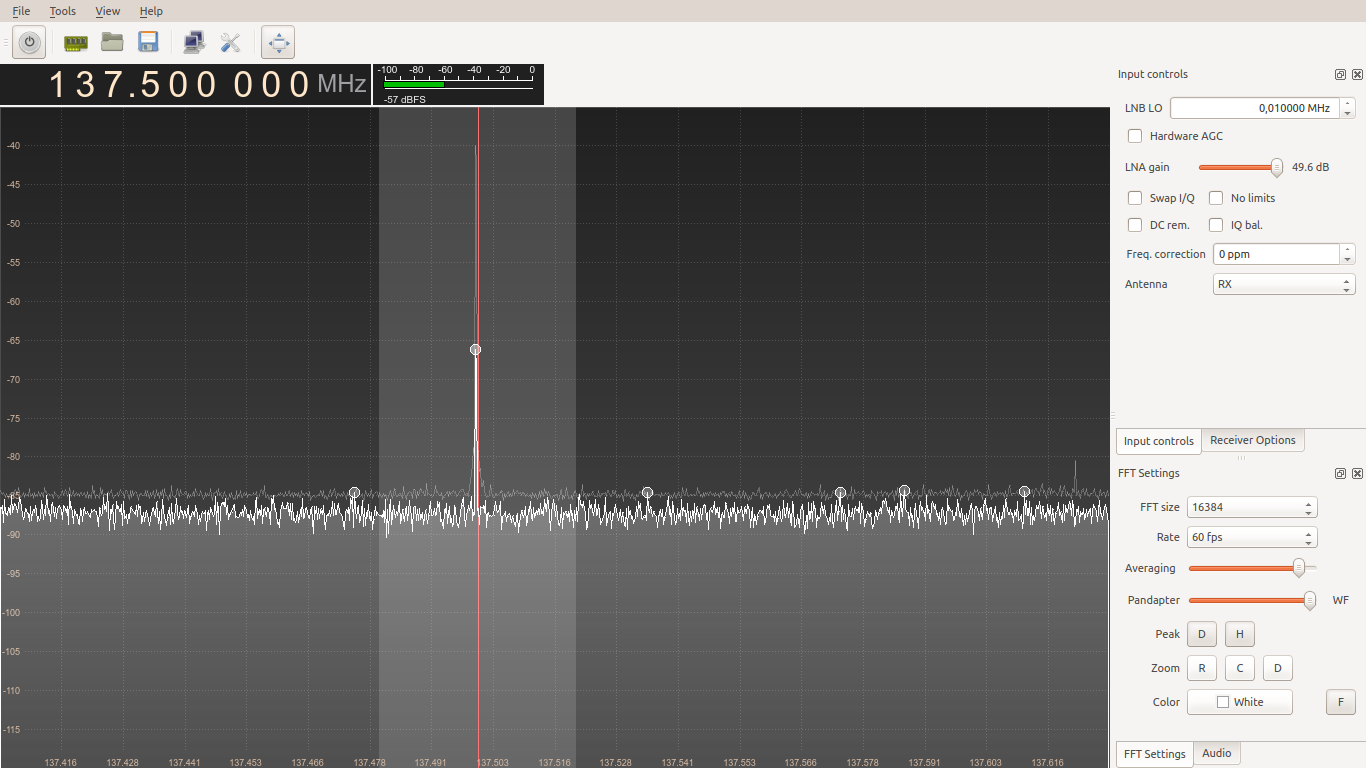 File Tools View Help
137.500 000 MHz
-100 -80 -60 -40 -20 0
-57 dBFS
-40
-45
-50
-55
-60
-65
-70
-75
-80
-85
-90
-95
-100
-105
-110
-115
137.416 137.428 137.441 137.453 137.466 137.478 137.491 137.503 137.516 137.528 137.541 137.553 137.566 137.578 137.591 137.603 137.616
Input controls
LNB LO 0,010000 MHz
Hardware AGC
LNA gain 49.6 dB
Swap I/Q No limits
DC rem. IQ bal.
Freq. correction 0 ppm
Antenna RX
Input controls Receiver Options
FFT Settings
FFT size 16384
Rate 60 fps
Averaging
Pandapter WF
Peak D H
Zoom R C D
Color White F
FFT Settings Audio